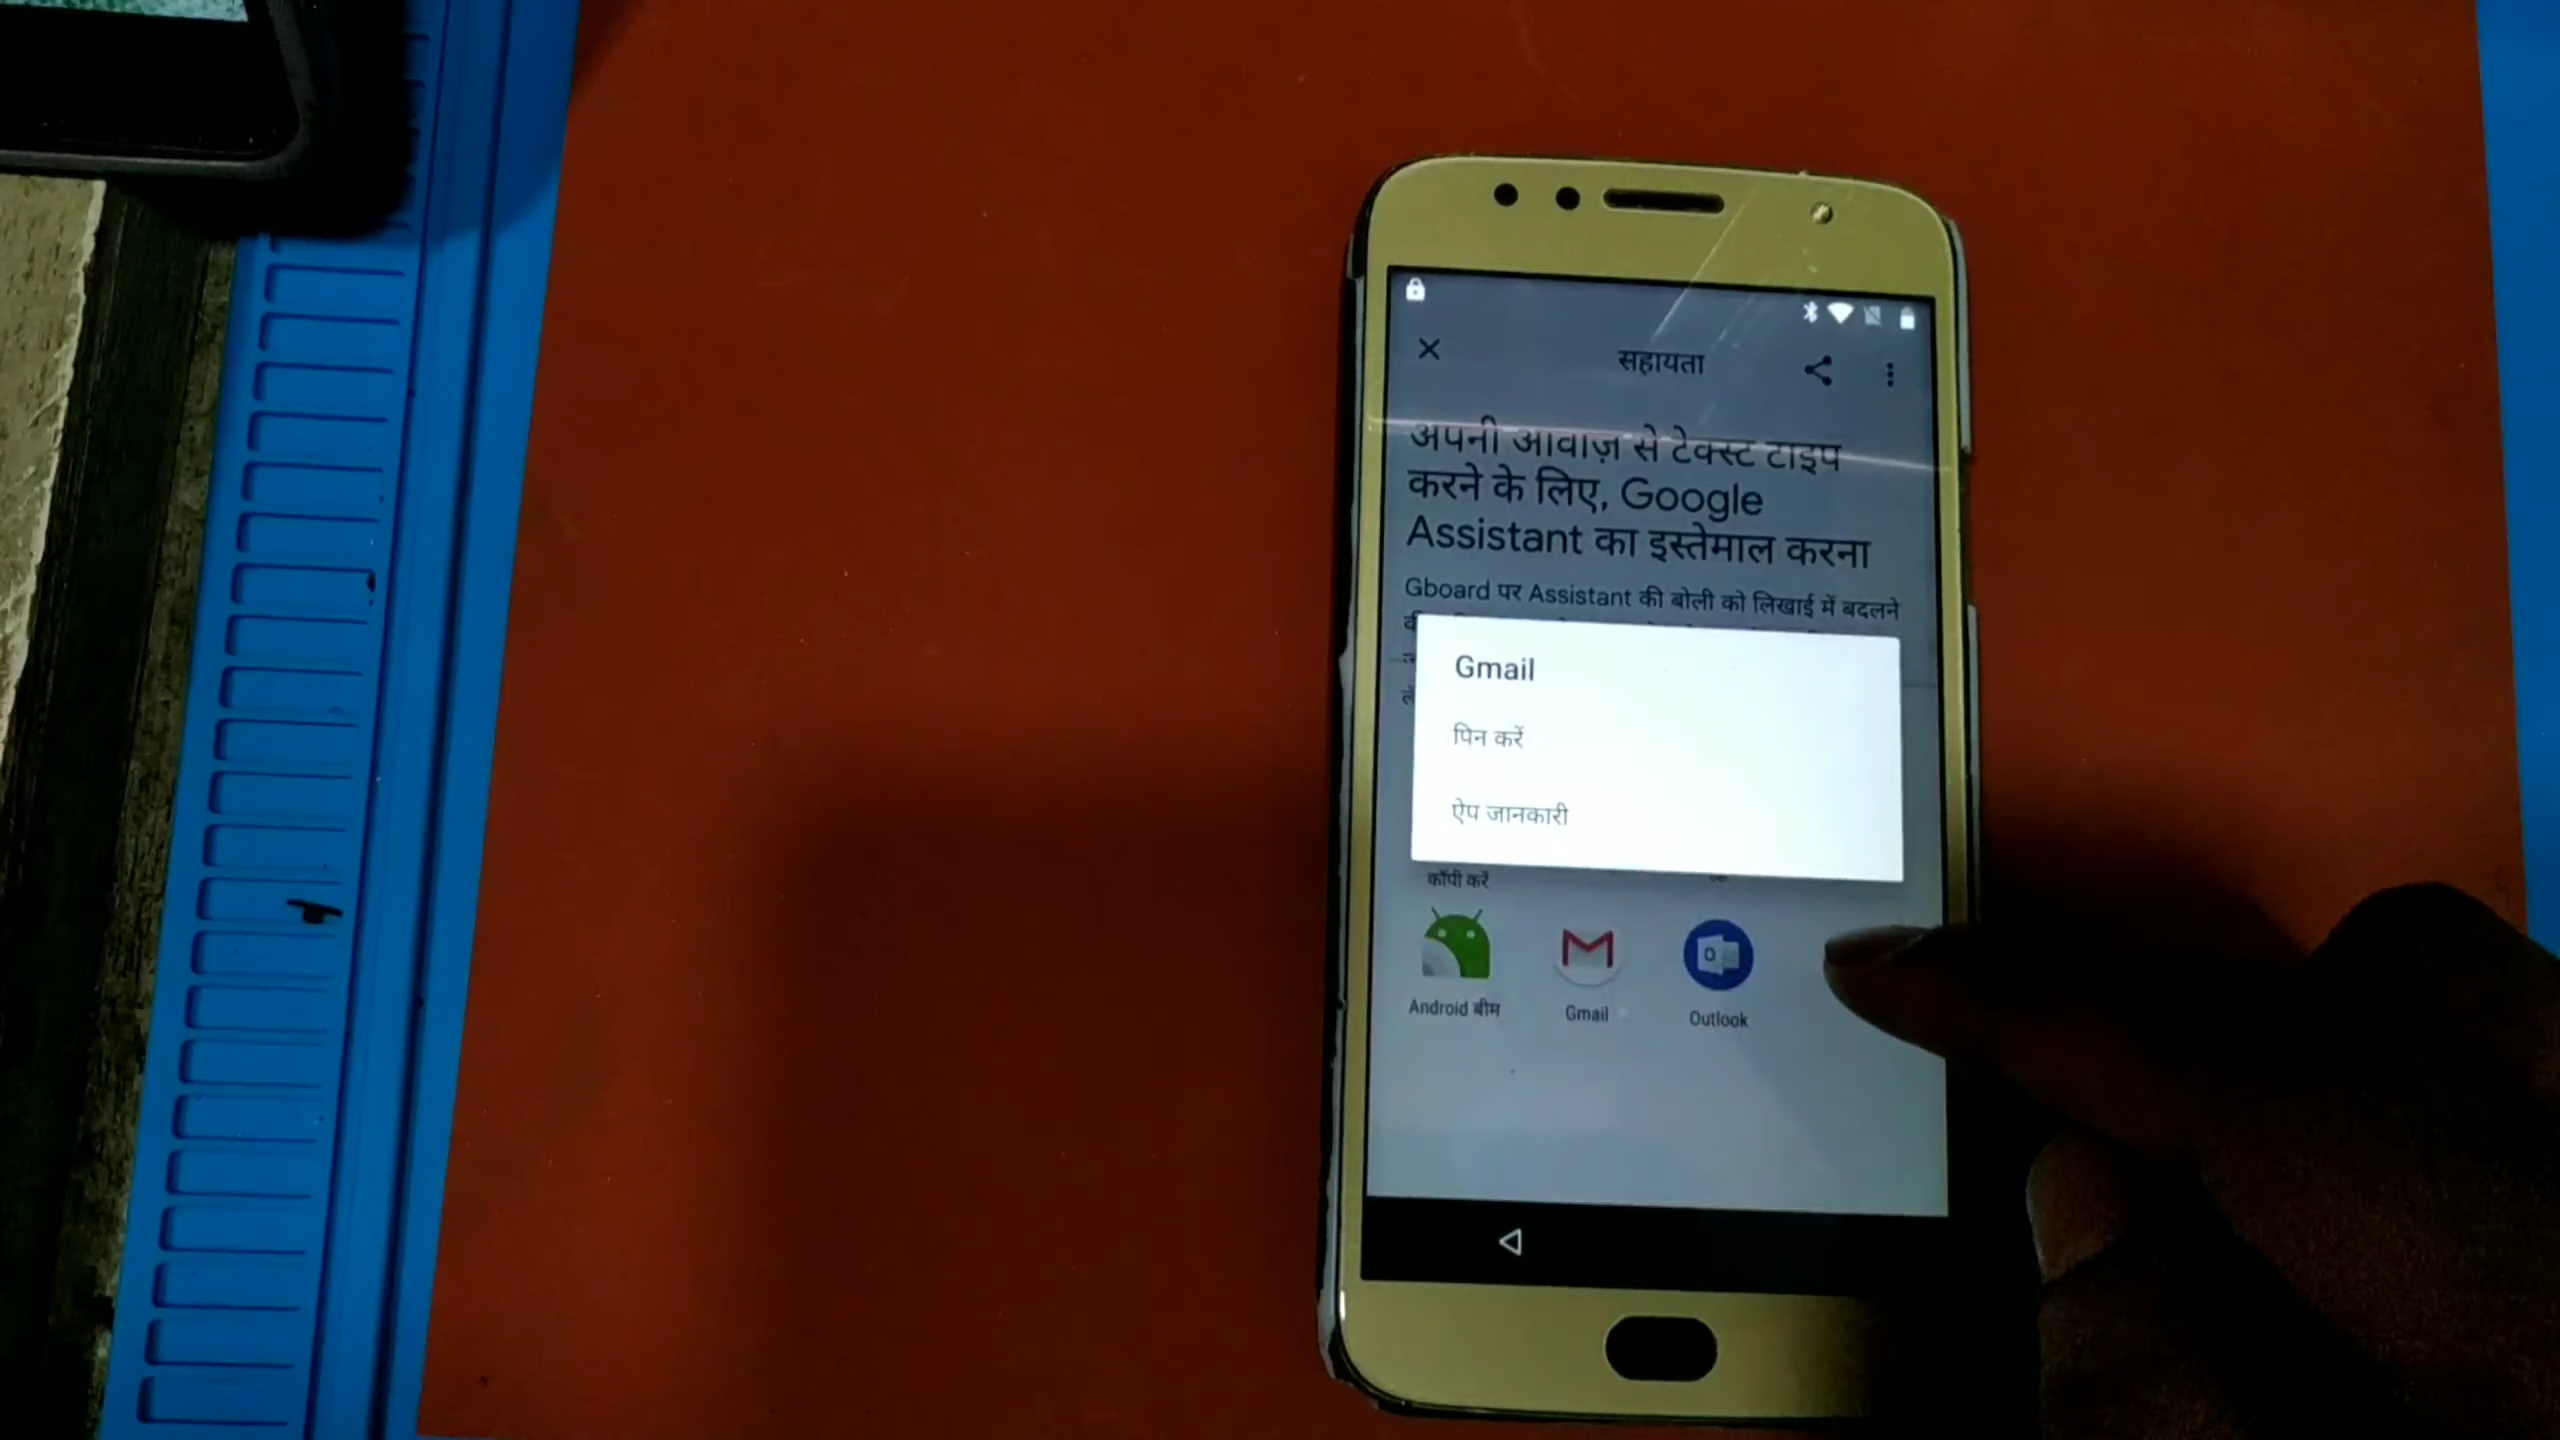 सहायता
अपनी आवाज़ से टेक्स्ट टाइप
करने के लिए, Google
Assistant का इस्तेमाल करना
Gboard पर Assistant की बोली को लिखाई में बदलने
Gmail
पिन करें
ऐप जानकारी
कॉपी करें
Android बीम
Gmail
Outlook